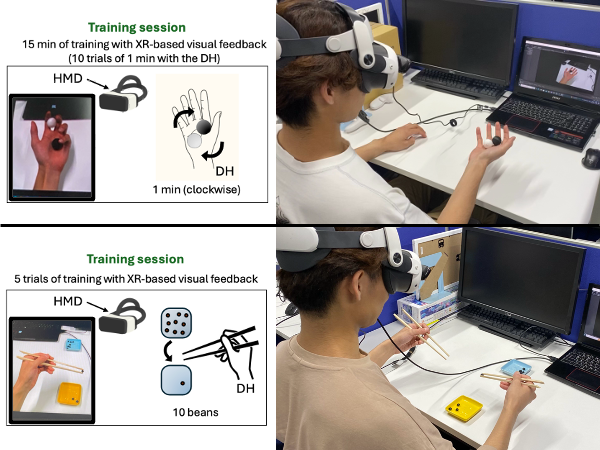 Training session
15 min of training with XR-based visual feedback
(10 trials of 1 min with the DH)
HMD
DH
1 min (clockwise)
Training session
5 trials of training with XR-based visual feedback
HMD
DH
10 beans